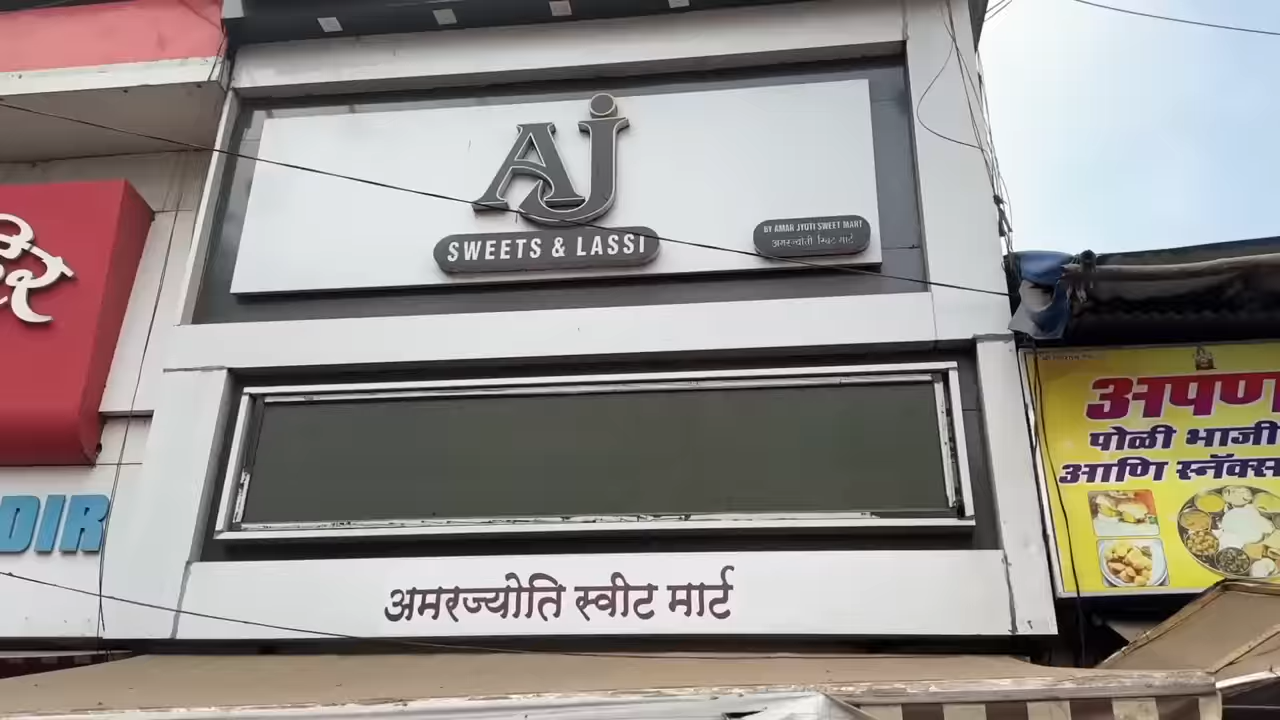 AJ
SWEETS & LASSI
BY AMAR JYOTI SWEET MART
अमरज्योती स्विट मार्ट
अमरज्योति स्वीट मार्ट
DIR
अपण
पोळी भाजी
आणि स्नॅक्स